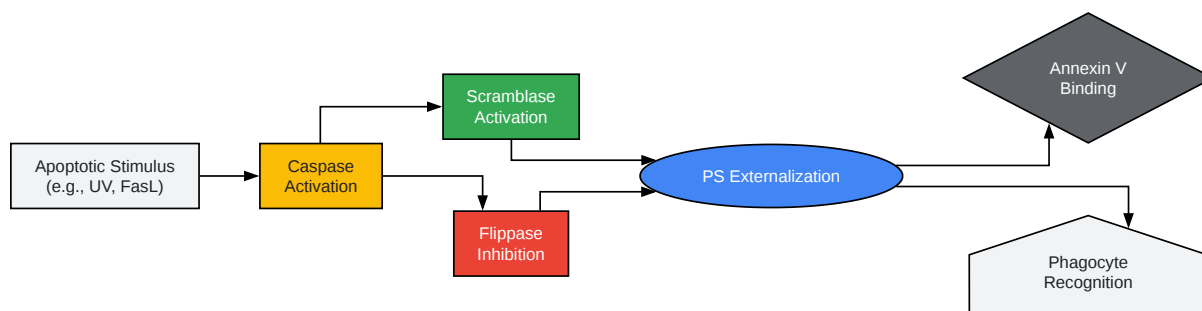 Apoptotic Stimulus
(e.g., UV, FasL)
Caspase
Activation
Scramblase
Activation
Flippase
Inhibition
PS Externalization
Annexin V
Binding
Phagocyte
Recognition